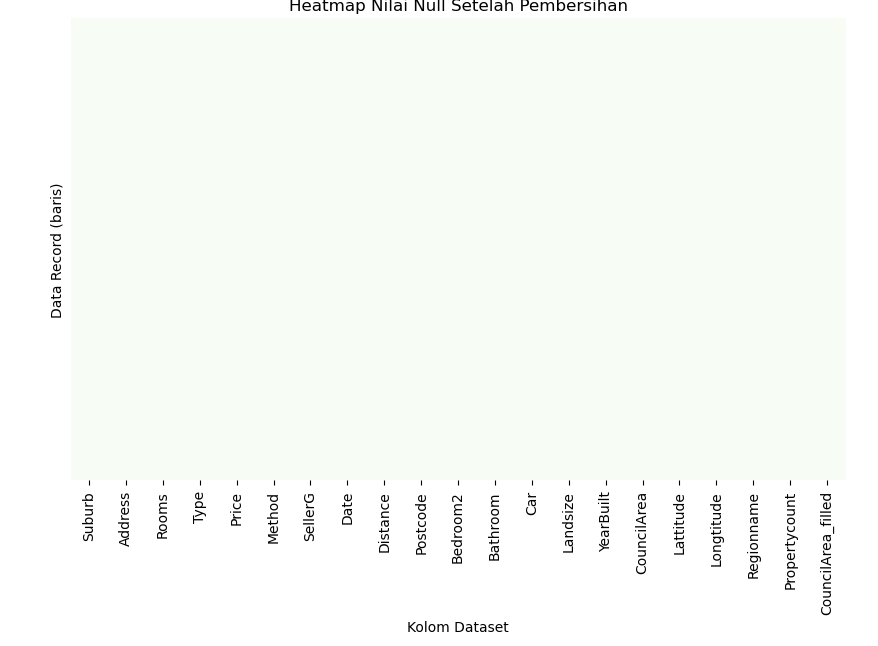 Heatmap Nilai Null Setelah Pembersihan
Data Record (baris)
Suburb
Address
Rooms
Type
Price
Method
SellerG
Date
Distance
Postcode
Bedroom2
Bathroom
Car
Landsize
YearBuilt
CouncilArea
Lattitude
Longtitude
Regionname
Propertycount
CouncilArea_filled
Kolom Dataset